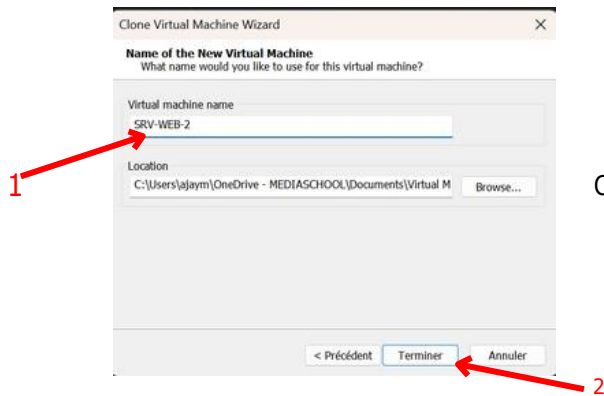 Clone Virtual Machine Wizard
Name of the New Virtual Machine
What name would you like to use for this virtual machine?
Virtual machine name
SRV-WEB-2
1
Location
C:\Users\ajaym\OneDrive - MEDIASCHOOL\Documents\Virtual M
Browse...
< Précédent
Terminer
Annuler
2